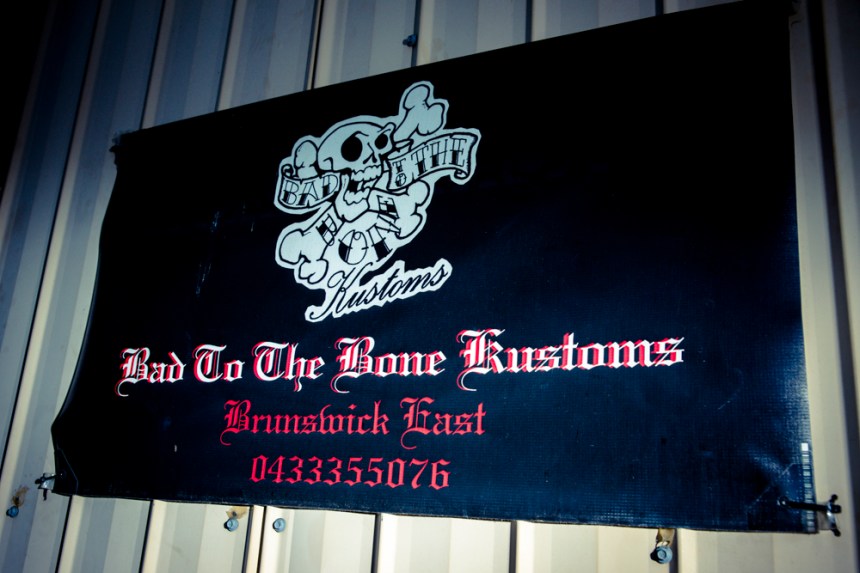 BAD TO THE
BONE
Kustoms
Bad To The Bone Kustoms
Brunswick East
0433355076